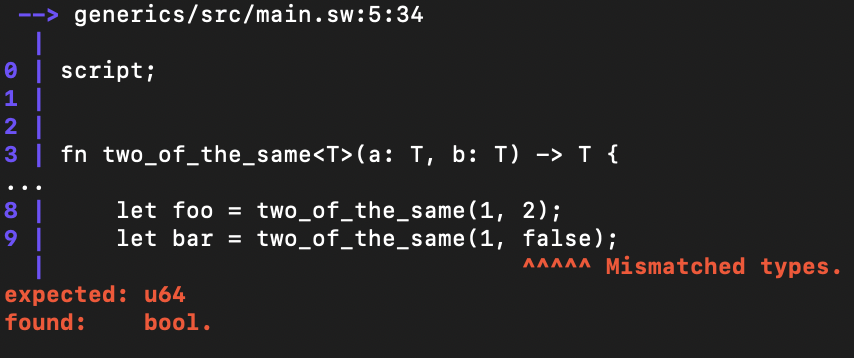 --> generics/src/main.sw:5:34
|
0 | script;
1 |
2 |
3 | fn two_of_the_same<T>(a: T, b: T) -> T {
...
8 |     let foo = two_of_the_same(1, 2);
9 |     let bar = two_of_the_same(1, false);
|                                  ^^^^^ Mismatched types.
expected: u64
found:    bool.